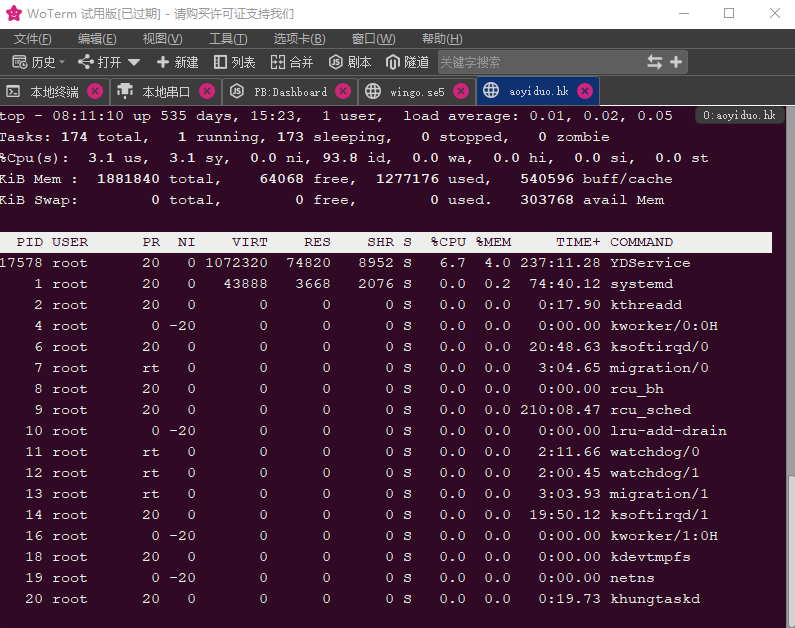 WoTerm 试用版[已过期] - 请购买许可证支持我们
文件(F) 编辑(E) 视图(V) 工具(T) 选项卡(B) 窗口(W) 帮助(H)
历史 打开 新建 列表 合并 剧本 隧道 关键字搜索
本地终端 本地串口 PB:Dashboard wingo.se5 aoyiduo.hk
top - 08:11:10 up 535 days, 15:23,  1 user,  load average: 0.01, 0.02, 0.05 0:aoyiduo.hk
Tasks: 174 total,   1 running, 173 sleeping,   0 stopped,   0 zombie
%Cpu(s):  3.1 us,  3.1 sy,  0.0 ni, 93.8 id,  0.0 wa,  0.0 hi,  0.0 si,  0.0 st
KiB Mem :  1881840 total,    64068 free,  1277176 used,   540596 buff/cache
KiB Swap:        0 total,        0 free,        0 used.   303768 avail Mem
PID USER      PR  NI    VIRT    RES    SHR S  %CPU %MEM     TIME+ COMMAND
17578 root      20   0 1072320  74820   8952 S   6.7  4.0 237:11.28 YDService
1 root      20   0   43888   3668   2076 S   0.0  0.2  74:40.12 systemd
2 root      20   0       0      0      0 S   0.0  0.0   0:17.90 kthreadd
4 root       0 -20       0      0      0 S   0.0  0.0   0:00.00 kworker/0:0H
6 root      20   0       0      0      0 S   0.0  0.0  20:48.63 ksoftirqd/0
7 root      rt   0       0      0      0 S   0.0  0.0   3:04.65 migration/0
8 root      20   0       0      0      0 S   0.0  0.0   0:00.00 rcu_bh
9 root      20   0       0      0      0 S   0.0  0.0 210:08.47 rcu_sched
10 root       0 -20       0      0      0 S   0.0  0.0   0:00.00 lru-add-drain
11 root      rt   0       0      0      0 S   0.0  0.0   2:11.66 watchdog/0
12 root      rt   0       0      0      0 S   0.0  0.0   2:00.45 watchdog/1
13 root      rt   0       0      0      0 S   0.0  0.0   3:03.93 migration/1
14 root      20   0       0      0      0 S   0.0  0.0  19:50.12 ksoftirqd/1
16 root       0 -20       0      0      0 S   0.0  0.0   0:00.00 kworker/1:0H
18 root      20   0       0      0      0 S   0.0  0.0   0:00.00 kdevtmpfs
19 root       0 -20       0      0      0 S   0.0  0.0   0:00.00 netns
20 root      20   0       0      0      0 S   0.0  0.0   0:19.73 khungtaskd